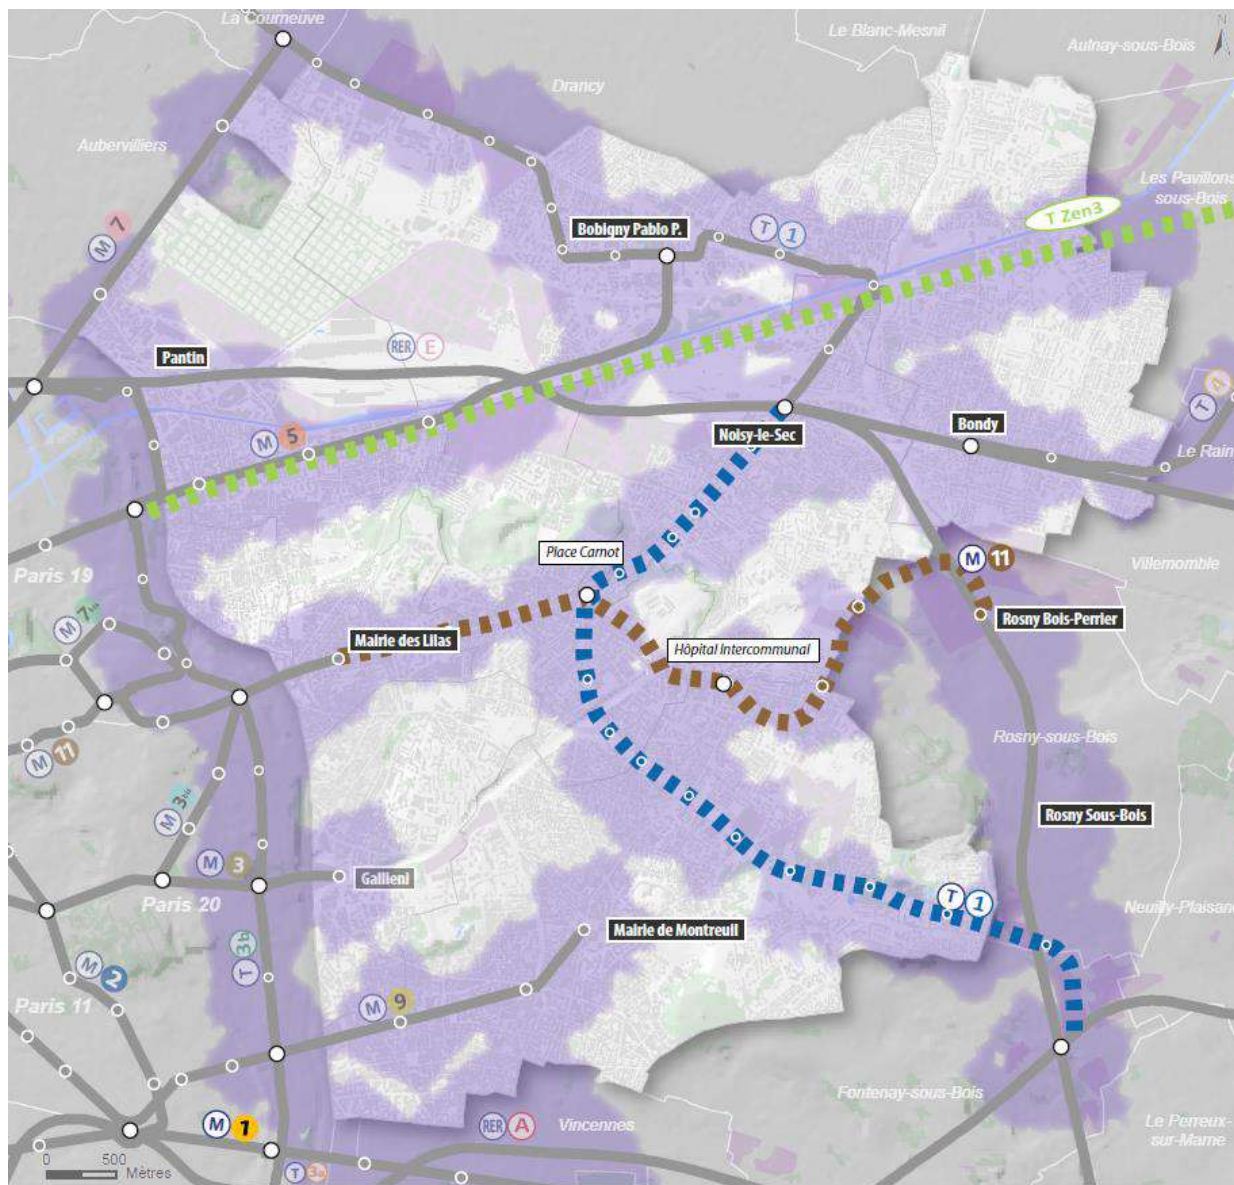 La Courneuve
Le Blanc-Mesnil
N
Aulnay-sous-Bois
Drancy
Aubervilliers
Les Pavillons
sous-Bois
T Zen3
M 7
Bobigny Pablo P.
T 1
Pantin
RER E
T 4
M 5
Noisy-le-Sec
Bondy
Le Rain
Place Carnot
M 11
Villemomble
Paris 19
M 7bis
Mairie des Lilas
Hôpital Intercommunal
Rosny Bois-Perrier
M 11
Rosny-sous-Bois
M 3bis
Rosny Sous-Bois
M 3
Gallieni
Paris 20
T 1
Neuilly-Plaisanc
Mairie de Montreuil
T 3b
M 2
Paris 11
M 9
Fontenay-sous-Bois
M 1
RER A
Vincennes
Le Perreux-
sur-Marne
0 500
Mètres
T 3a